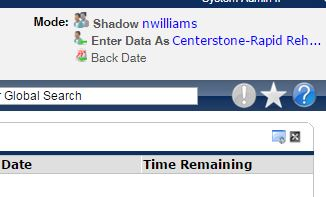 System Admin II
Mode: Shadow nwilliams
Enter Data As Centerstone-Rapid Reh...
Back Date
Global Search
?
Date Time Remaining